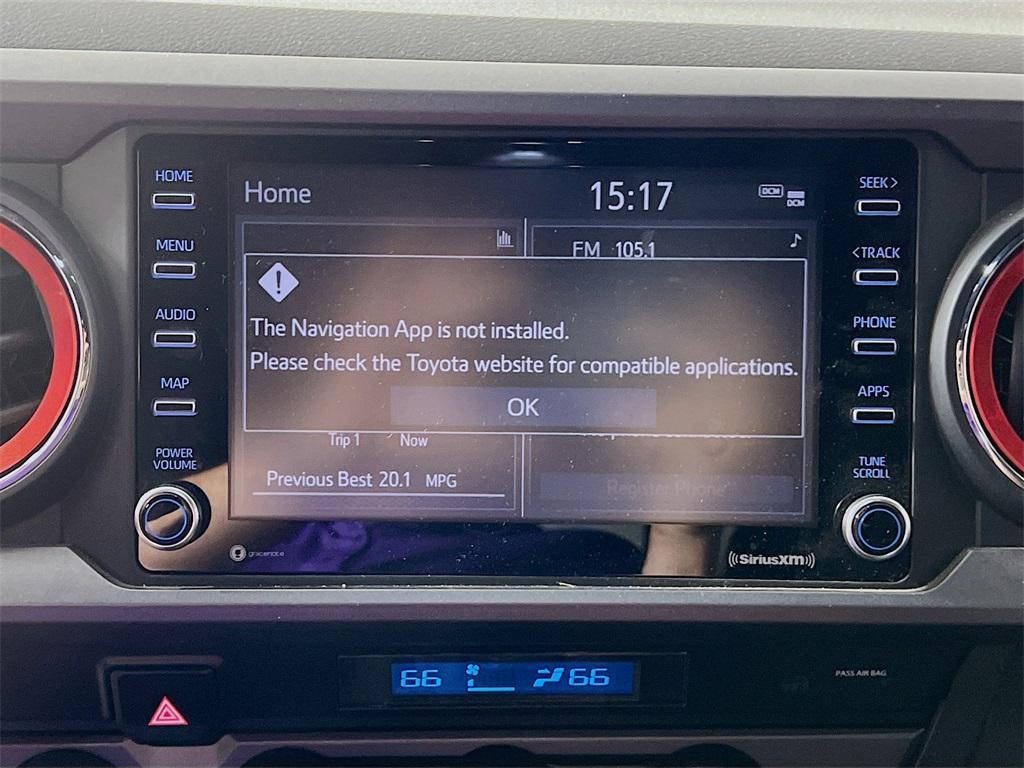 HOME
MENU
AUDIO
MAP
POWER
VOLUME
Home
15:17
DCM
DCM
FM 105.1
!
The Navigation App is not installed.
Please check the Toyota website for compatible applications.
OK
Trip 1 Now
Previous Best 20.1 MPG
Register Phone
SEEK>
<TRACK
PHONE
APPS
TUNE
SCROLL
gracenote
((SiriusXM))
66 66
PASS AIR BAG